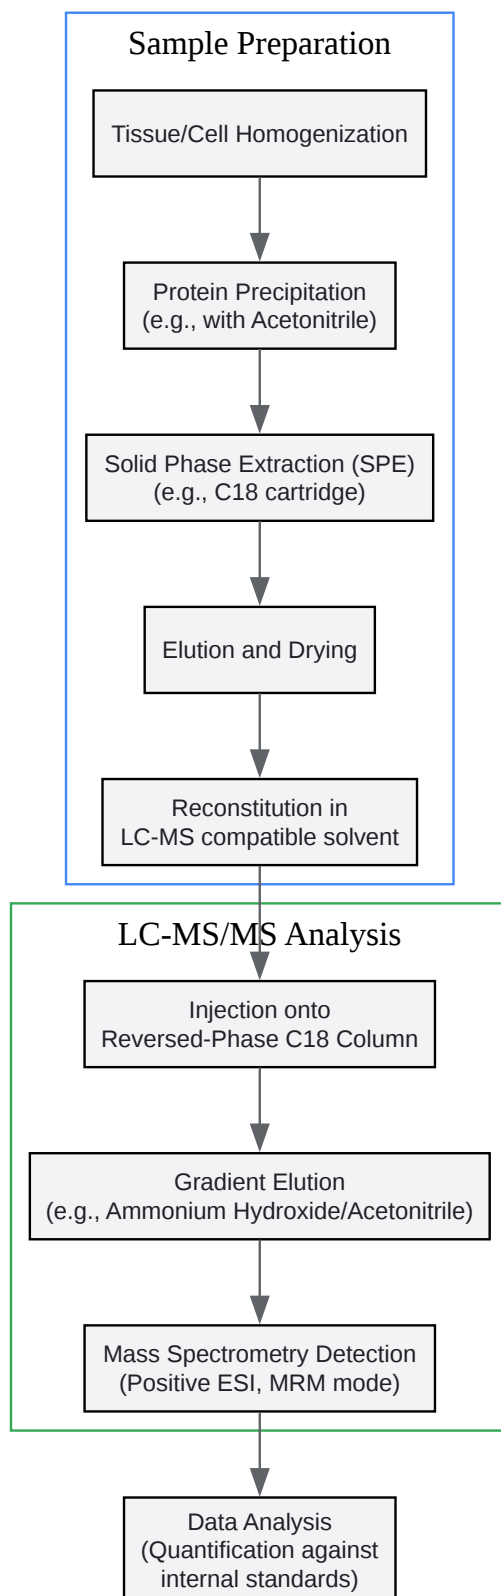 Sample Preparation
Tissue/Cell Homogenization
Protein Precipitation
(e.g., with Acetonitrile)
Solid Phase Extraction (SPE)
(e.g., C18 cartridge)
Elution and Drying
Reconstitution in
LC-MS compatible solvent
LC-MS/MS Analysis
Injection onto
Reversed-Phase C18 Column
Gradient Elution
(e.g., Ammonium Hydroxide/Acetonitrile)
Mass Spectrometry Detection
(Positive ESI, MRM mode)
Data Analysis
(Quantification against
internal standards)